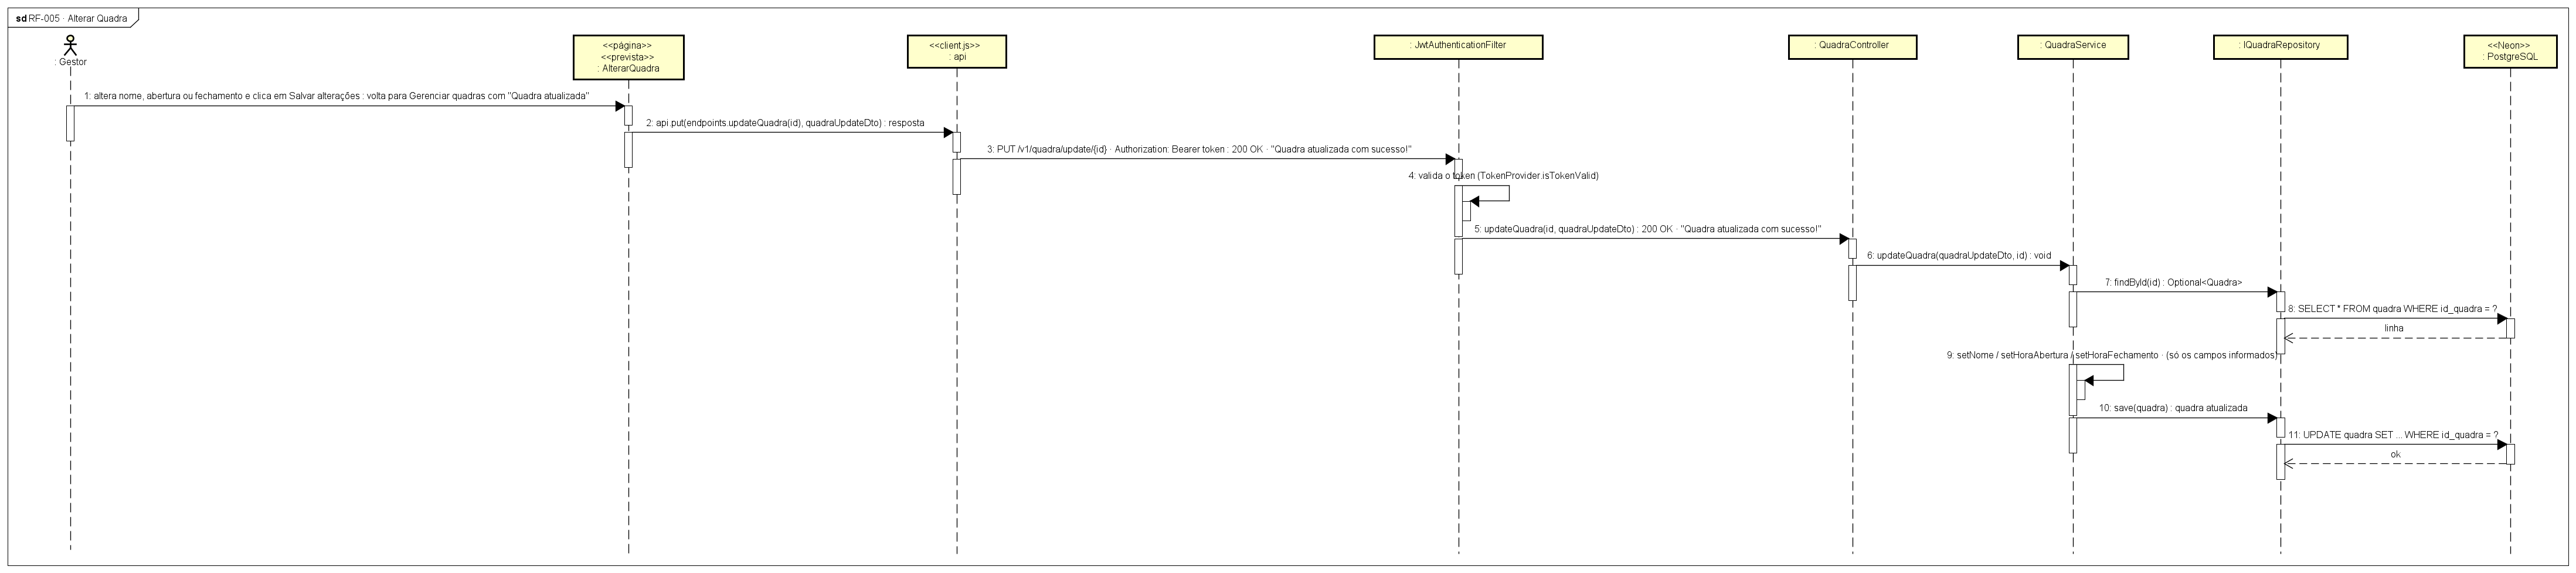 sd RF-005 · Alterar Quadra
: Gestor
<<página>>
<<prevista>>
: AlterarQuadra
<<client.js>>
: api
: JwtAuthenticationFilter
: QuadraController
: QuadraService
: IQuadraRepository
<<Neon>>
: PostgreSQL
1: altera nome, abertura ou fechamento e clica em Salvar alterações : volta para Gerenciar quadras com "Quadra atualizada"
2: api.put(endpoints.updateQuadra(id), quadraUpdateDto) : resposta
3: PUT /v1/quadra/update/{id} · Authorization: Bearer token : 200 OK · "Quadra atualizada com sucesso!"
4: valida o token (TokenProvider.isTokenValid)
5: updateQuadra(id, quadraUpdateDto) : 200 OK · "Quadra atualizada com sucesso!"
6: updateQuadra(quadraUpdateDto, id) : void
7: findById(id) : Optional<Quadra>
8: SELECT * FROM quadra WHERE id_quadra = ?
linha
9: setNome / setHoraAbertura / setHoraFechamento · (só os campos informados)
10: save(quadra) : quadra atualizada
11: UPDATE quadra SET ... WHERE id_quadra = ?
ok